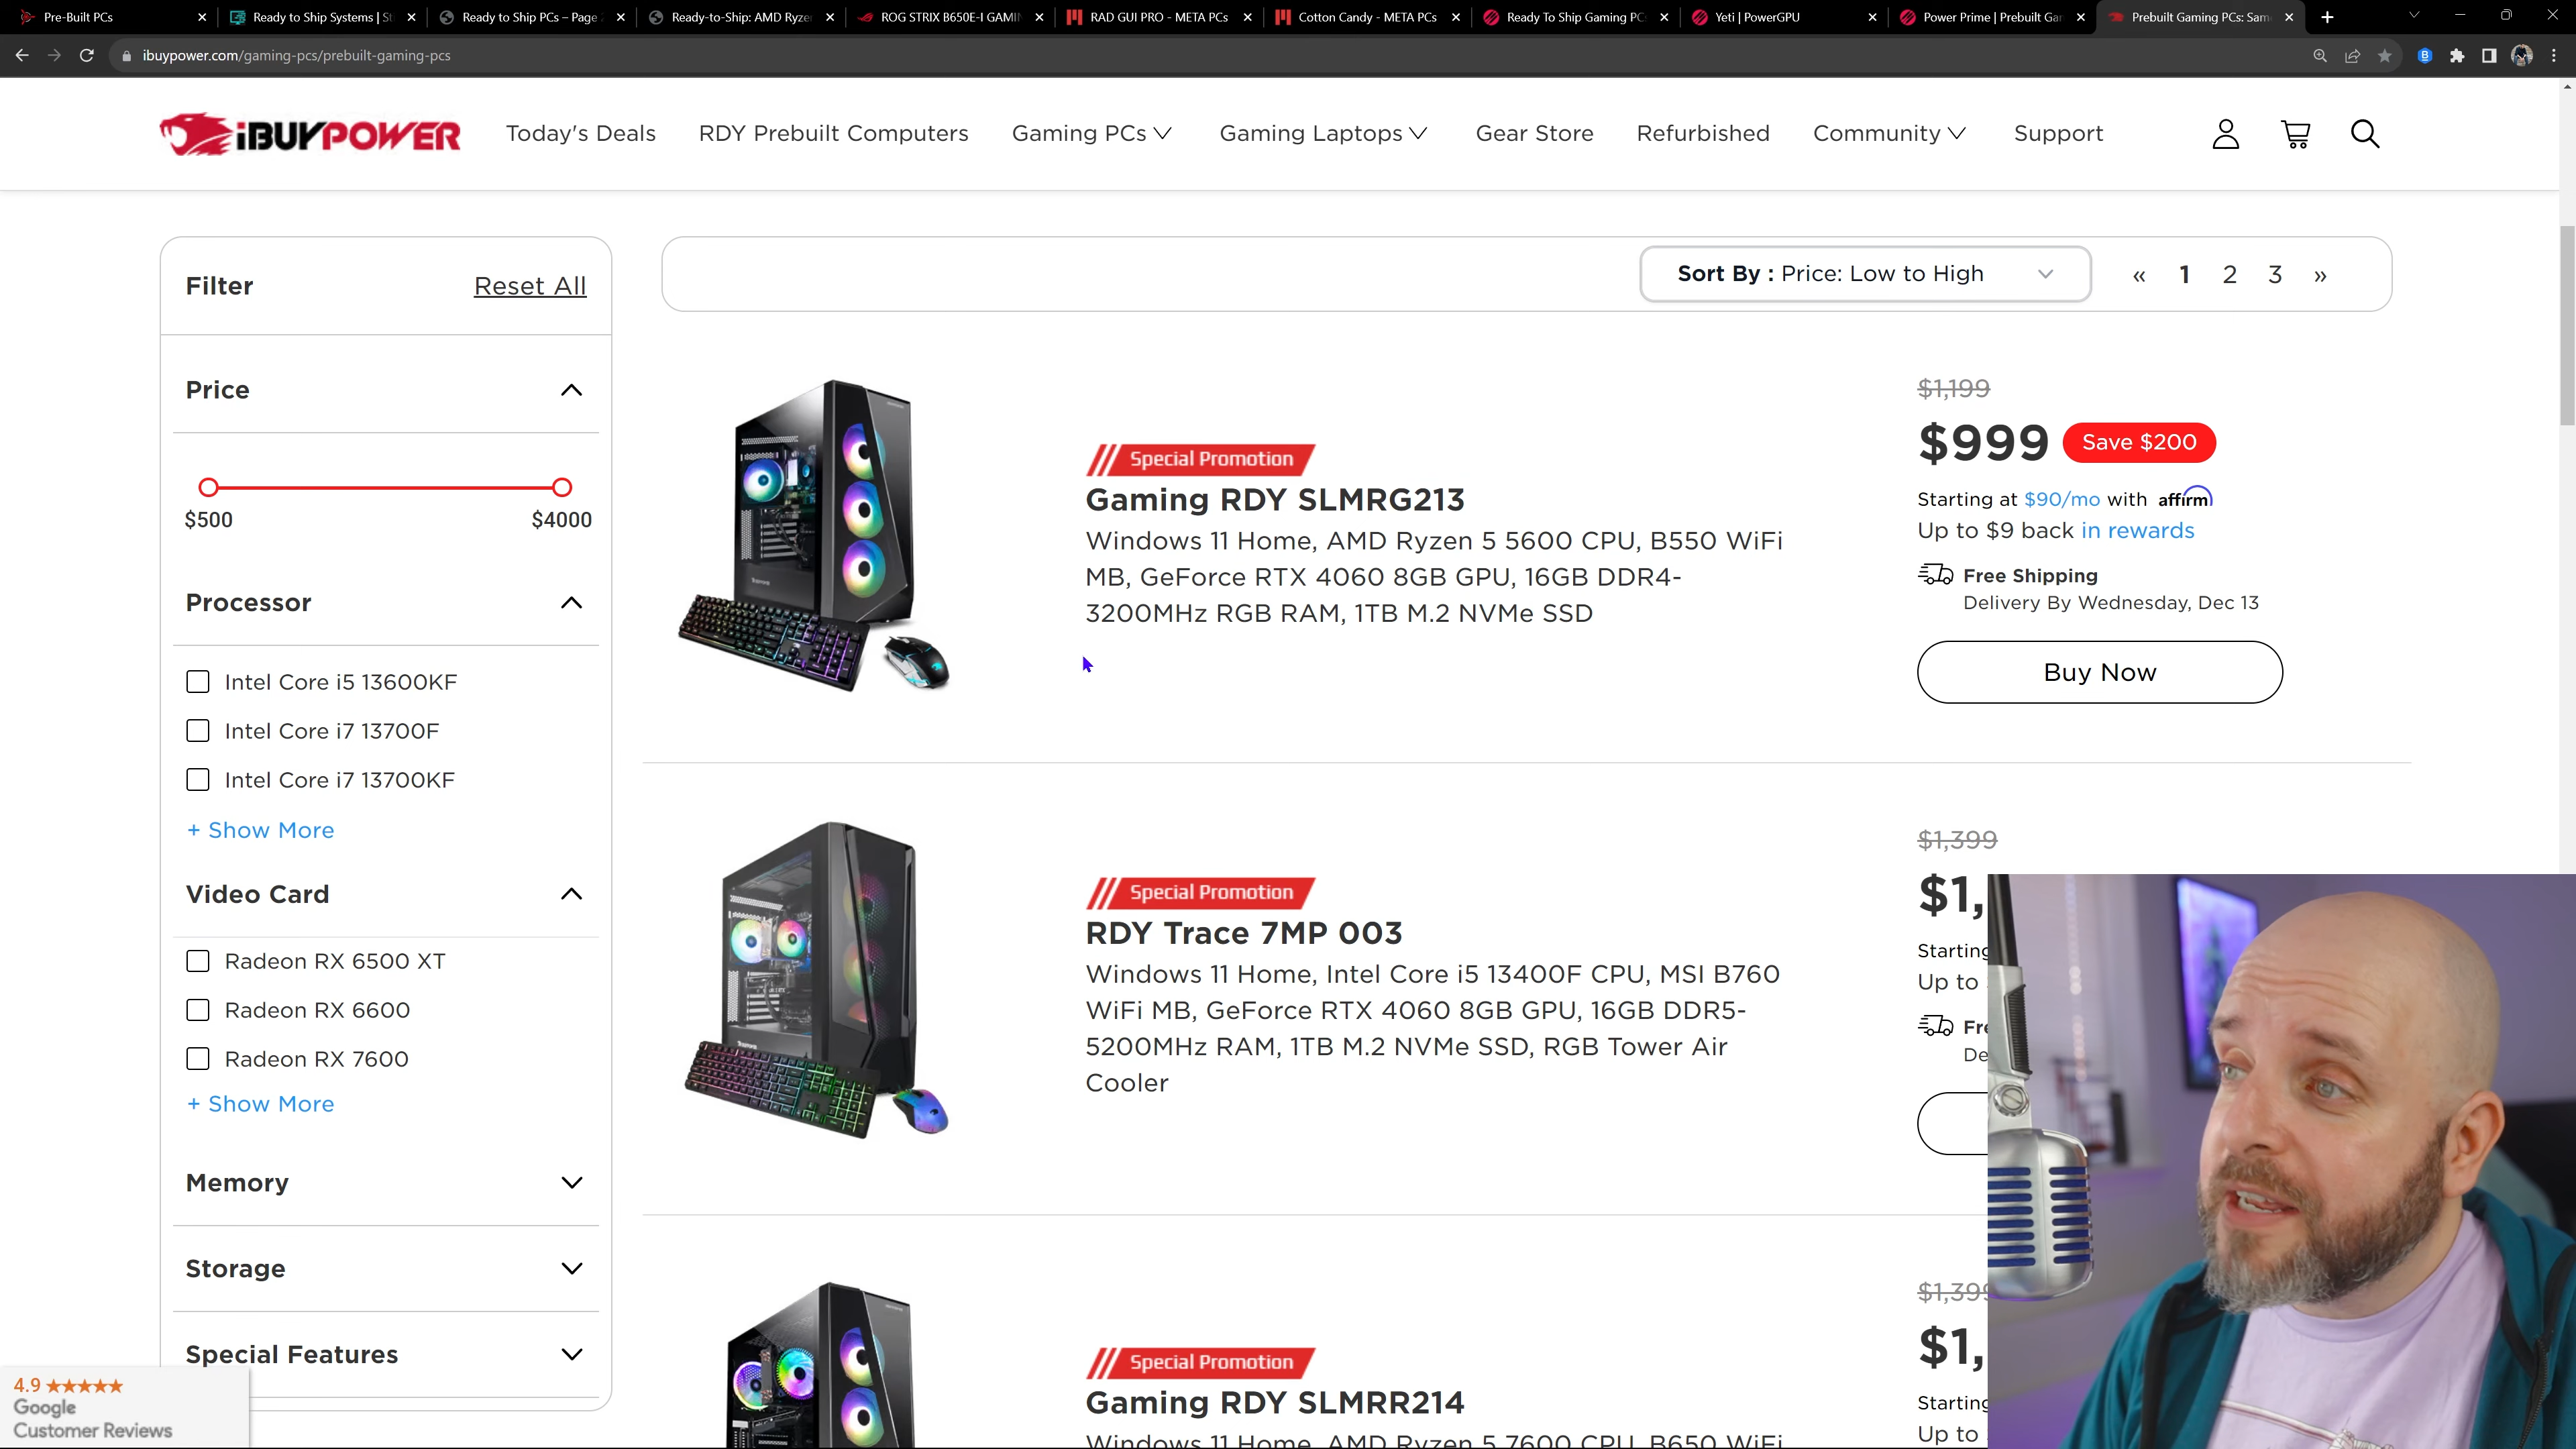 Pre-Built PCs
Ready to Ship Systems | St
Ready to Ship PCs – Page
Ready-to-Ship: AMD Ryze
ROG STRIX B650E-I GAMIN
RAD GUI PRO - META PCs
Cotton Candy - META PCs
Ready To Ship Gaming PC
Yeti | PowerGPU
Power Prime | Prebuilt Gar
Prebuilt Gaming PCs: Sam
ibuypower.com/gaming-pcs/prebuilt-gaming-pcs
iBUYPOWER
Today's Deals
RDY Prebuilt Computers
Gaming PCs
Gaming Laptops
Gear Store
Refurbished
Community
Support
Filter
Reset All
Sort By : Price: Low to High
« 1 2 3 »
Price
$500
$4000
Processor
Intel Core i5 13600KF
Intel Core i7 13700F
Intel Core i7 13700KF
+ Show More
Video Card
Radeon RX 6500 XT
Radeon RX 6600
Radeon RX 7600
+ Show More
Memory
Storage
Special Features
4.9 ★★★★★
Google
Customer Reviews
Special Promotion
Gaming RDY SLMRG213
Windows 11 Home, AMD Ryzen 5 5600 CPU, B550 WiFi
MB, GeForce RTX 4060 8GB GPU, 16GB DDR4-
3200MHz RGB RAM, 1TB M.2 NVMe SSD
$1,199
$999
Save $200
Starting at $90/mo with affirm
Up to $9 back in rewards
Free Shipping
Delivery By Wednesday, Dec 13
Buy Now
Special Promotion
RDY Trace 7MP 003
Windows 11 Home, Intel Core i5 13400F CPU, MSI B760
WiFi MB, GeForce RTX 4060 8GB GPU, 16GB DDR5-
5200MHz RAM, 1TB M.2 NVMe SSD, RGB Tower Air
Cooler
$1,399
$1,
Starting
Up to
Fre
De
Special Promotion
Gaming RDY SLMRR214
Windows 11 Home, AMD Ryzen 5 7600 CPU, B650 WiFi
$1,399
$1,
Starting
Up to